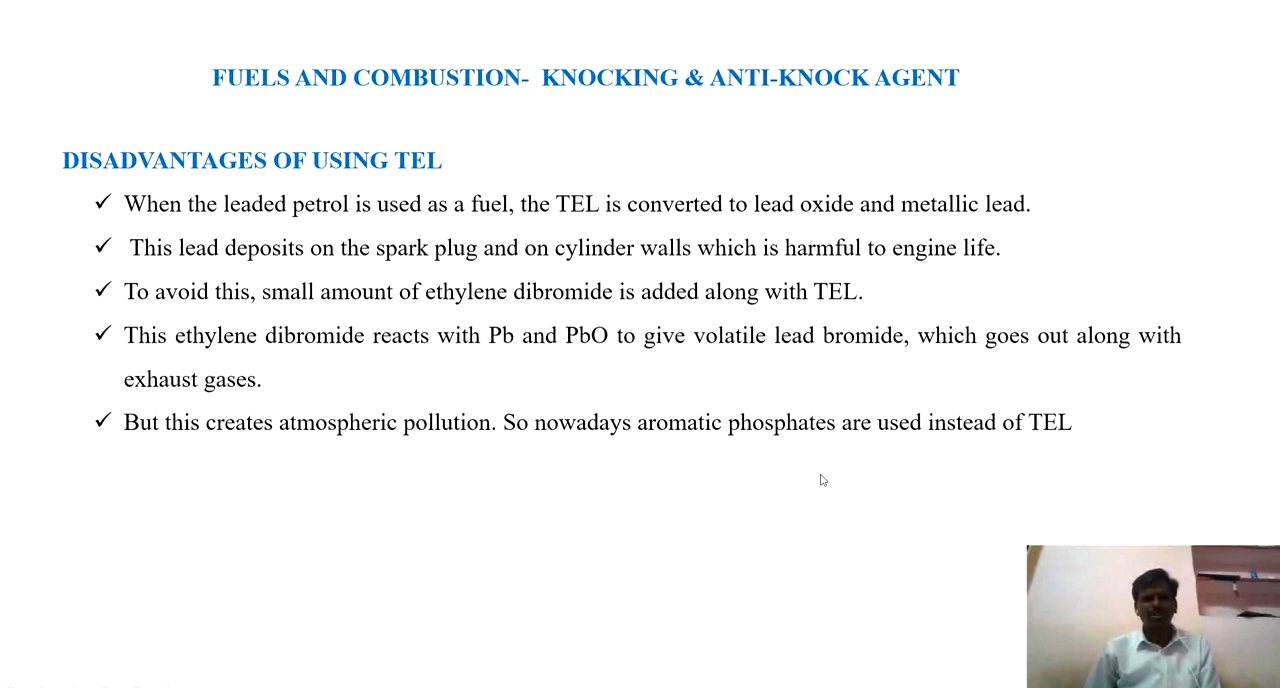 FUELS AND COMBUSTION- KNOCKING & ANTI-KNOCK AGENT
DISADVANTAGES OF USING TEL
✓ When the leaded petrol is used as a fuel, the TEL is converted to lead oxide and metallic lead.
✓ This lead deposits on the spark plug and on cylinder walls which is harmful to engine life.
✓ To avoid this, small amount of ethylene dibromide is added along with TEL.
✓ This ethylene dibromide reacts with Pb and PbO to give volatile lead bromide, which goes out along with
exhaust gases.
✓ But this creates atmospheric pollution. So nowadays aromatic phosphates are used instead of TEL